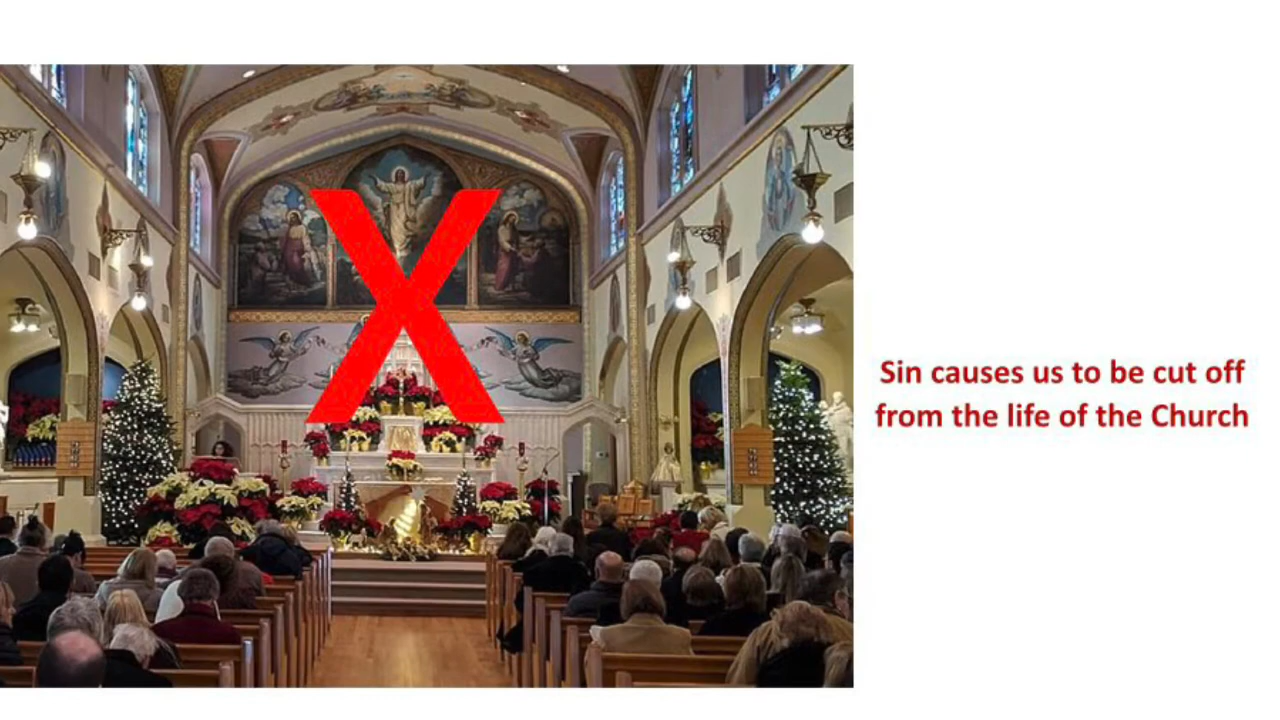 Sin causes us to be cut off
from the life of the Church